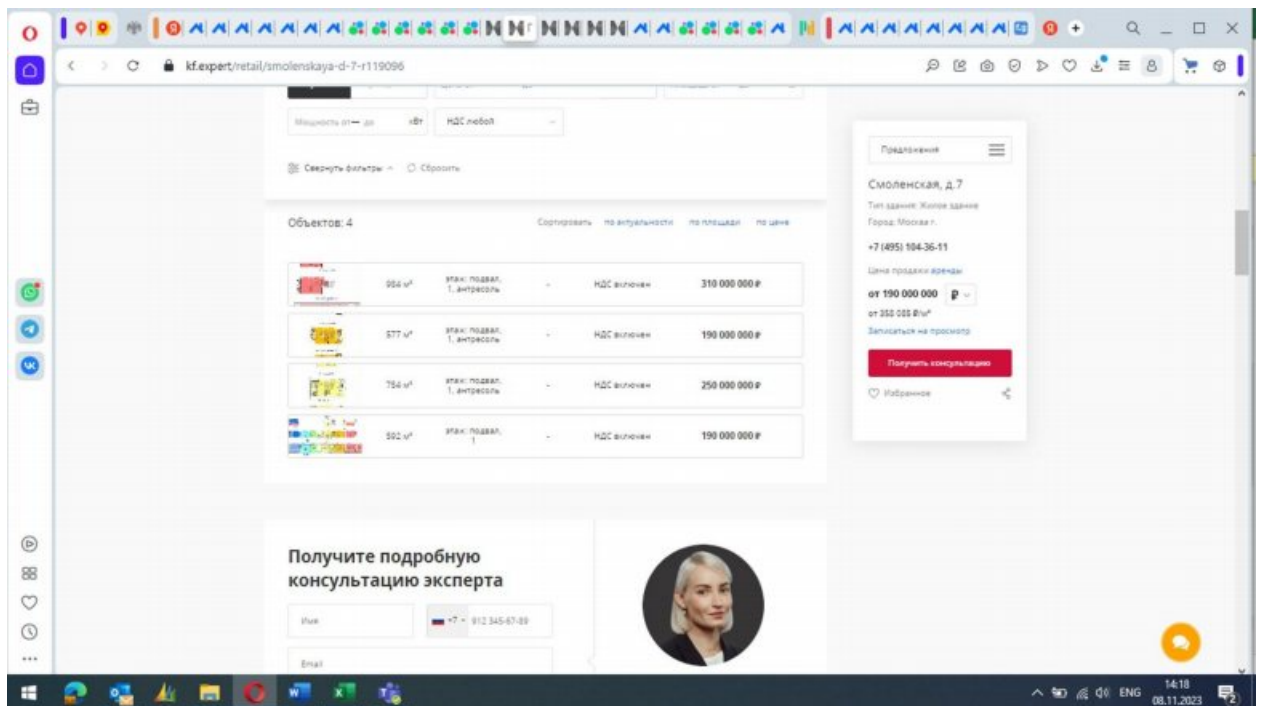 kf.expert/retail/smolenskaya-d-7-r119096
Мощность от— до кВт НДС любой
Свернуть фильтры Сбросить
Объектов: 4 Сортировать по актуальности по площади по цене
984 м² этаж: подвал, 1, антресоль - НДС включен 310 000 000 ₽
577 м² этаж: подвал, 1, антресоль - НДС включен 190 000 000 ₽
784 м² этаж: подвал, 1, антресоль - НДС включен 250 000 000 ₽
592 м² этаж: подвал, 1 - НДС включен 190 000 000 ₽
Предложения
Смоленская, д.7
Тип здания: Жилое здание
Город: Москва г.
+7 (495) 104-36-11
Цена продажи аренды
от 190 000 000 ₽
Записаться на просмотр
Получить консультацию
Избранное
Получите подробную
консультацию эксперта
Имя +7 912 345-67-89
Email
ENG
14:18
08.11.2023